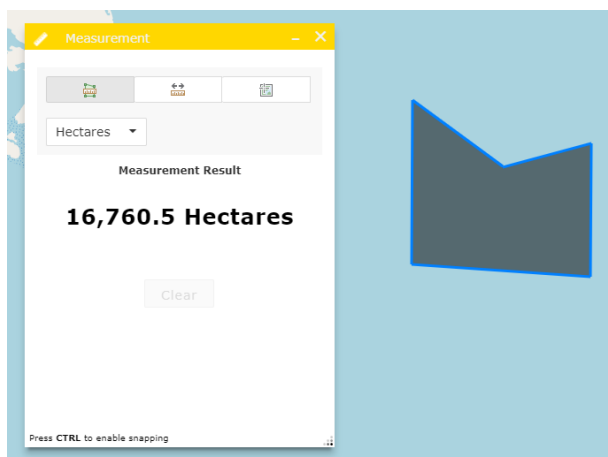 Measurement
Hectares
Measurement Result
16,760.5 Hectares
Clear
Press CTRL to enable snapping